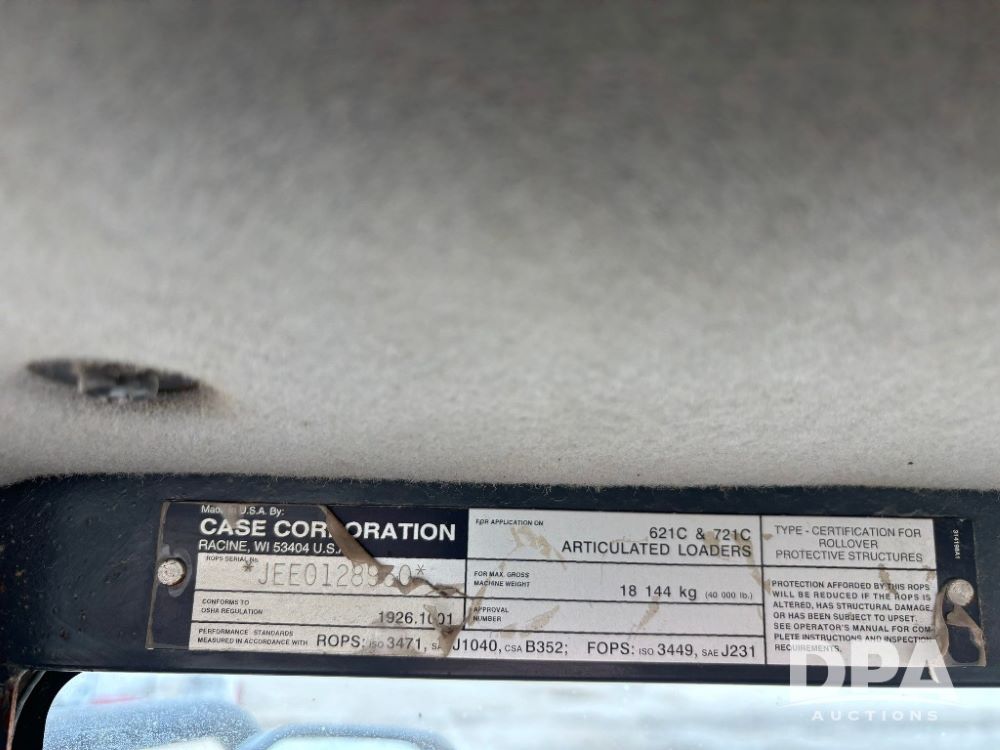 Made in U.S.A. By:
CASE CORPORATION
RACINE, WI 53404 U.S.A.
ROPS SERIAL No.
*JEE0128930*
CONFORMS TO
OSHA REGULATION
1926.1001
PERFORMANCE STANDARDS
MEASURED IN ACCORDANCE WITH ROPS: ISO 3471, SAE J1040, CSA B352; FOPS: ISO 3449, SAE J231
FOR APPLICATION ON
621C & 721C
ARTICULATED LOADERS
FOR MAX. GROSS
MACHINE WEIGHT
18 144 kg (40 000 lb.)
APPROVAL
NUMBER
TYPE - CERTIFICATION FOR
ROLLOVER
PROTECTIVE STRUCTURES
PROTECTION AFFORDED BY THIS ROPS
WILL BE REDUCED IF THE ROPS IS
ALTERED, HAS STRUCTURAL DAMAGE,
OR HAS BEEN SUBJECT TO UPSET.
SEE OPERATOR'S MANUAL FOR COM-
PLETE INSTRUCTIONS AND INSPECTION
REQUIREMENTS.
DPA
AUCTIONS